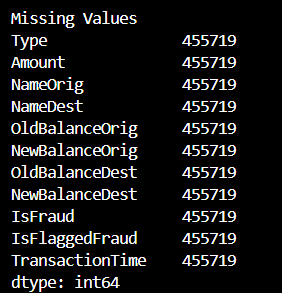 Missing Values
Type 455719
Amount 455719
NameOrig 455719
NameDest 455719
OldBalanceOrig 455719
NewBalanceOrig 455719
OldBalanceDest 455719
NewBalanceDest 455719
IsFraud 455719
IsFlaggedFraud 455719
TransactionTime 455719
dtype: int64